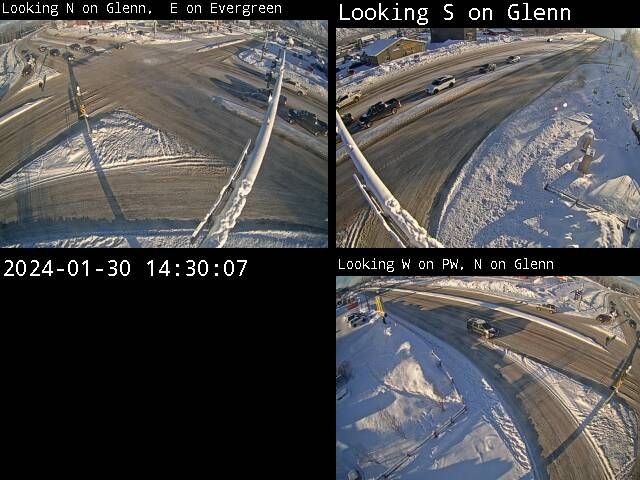 Looking N on Glenn,  E on Evergreen
Looking S on Glenn
2024-01-30 14:30:07
Looking W on PW, N on Glenn